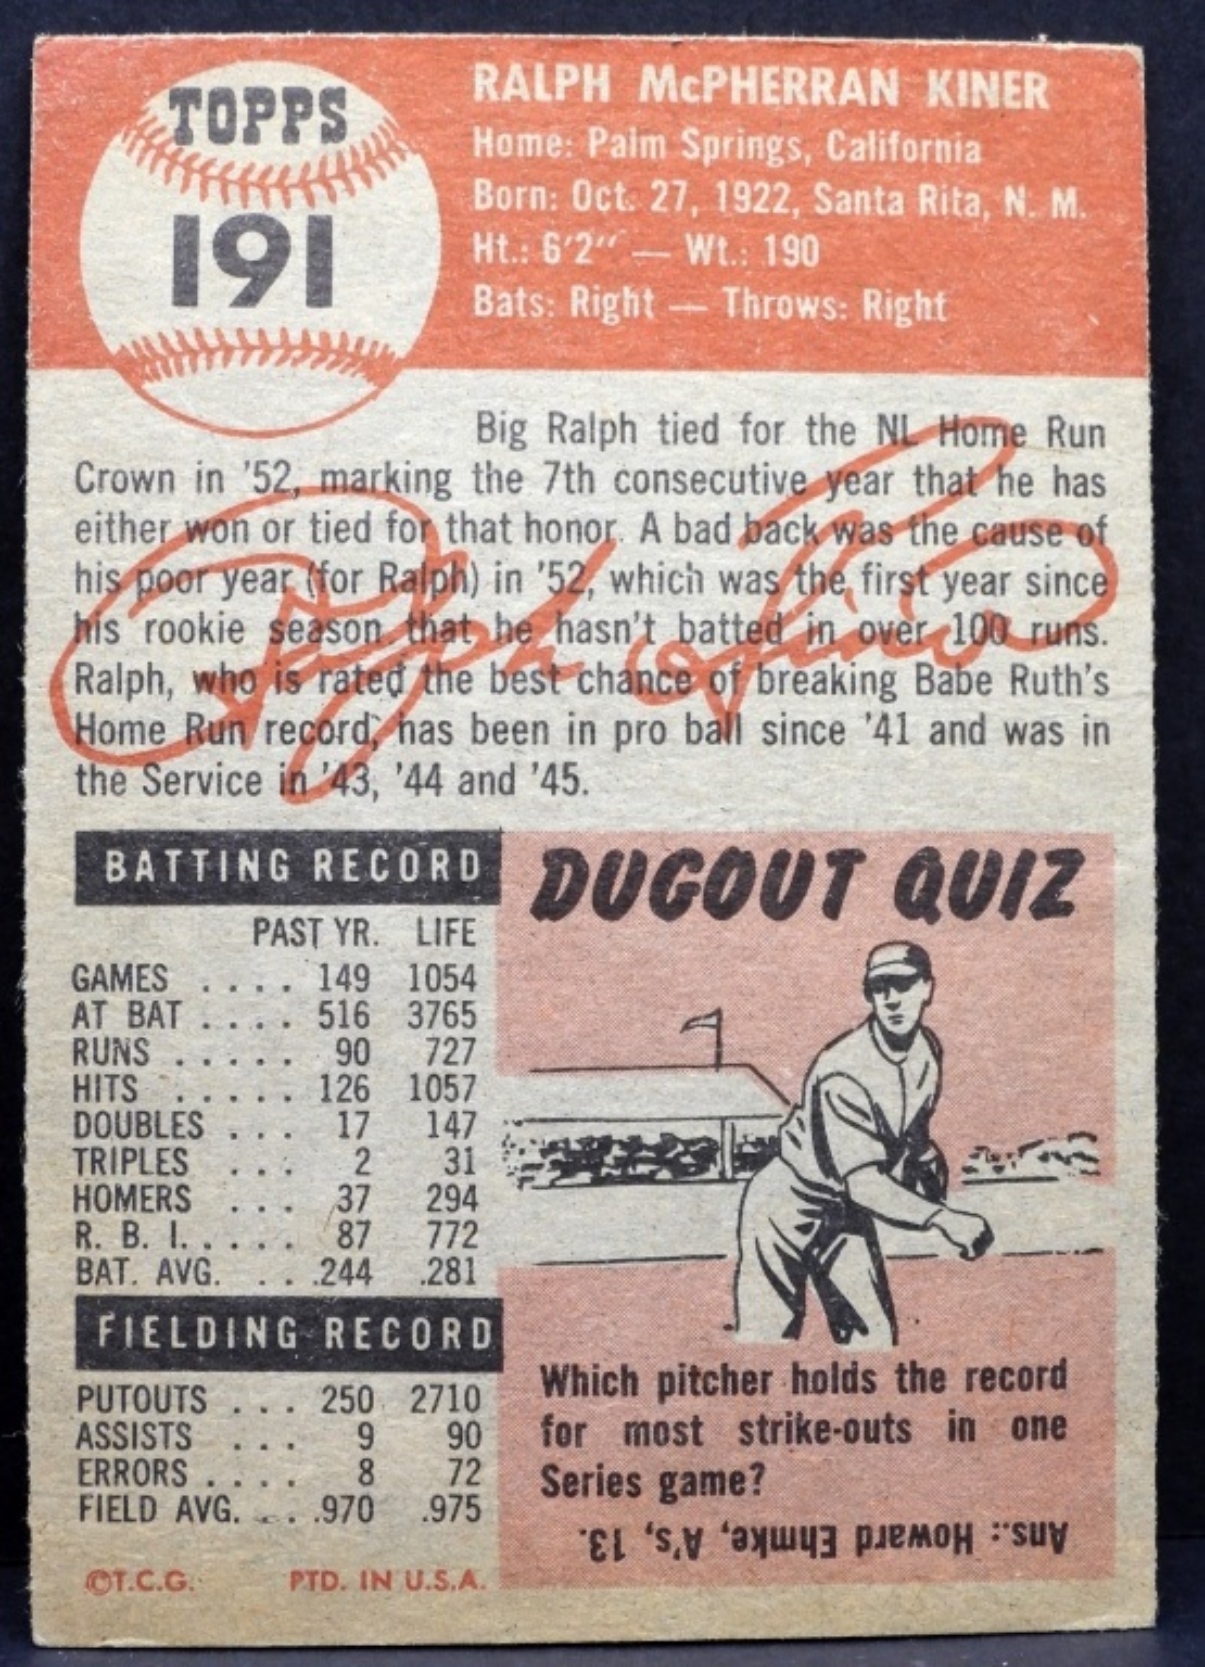 TOPPS
191
RALPH McPHERRAN KINER
Home: Palm Springs, California
Born: Oct. 27, 1922, Santa Rita, N. M.
Ht.: 6'2" — Wt.: 190
Bats: Right — Throws: Right
Big Ralph tied for the NL Home Run
Crown in '52, marking the 7th consecutive year that he has
either won or tied for that honor. A bad back was the cause of
his poor year (for Ralph) in '52, which was the first year since
his rookie season that he hasn't batted in over 100 runs.
Ralph, who is rated the best chance of breaking Babe Ruth's
Home Run record, has been in pro ball since '41 and was in
the Service in '43, '44 and '45.
Ralph Kiner
BATTING RECORD
PAST YR. LIFE
GAMES . . . . 149 1054
AT BAT . . . . 516 3765
RUNS . . . . . 90 727
HITS . . . . . 126 1057
DOUBLES . . . 17 147
TRIPLES . . . 2 31
HOMERS . . . 37 294
R. B. I. . . . . 87 772
BAT. AVG. . . . .244 .281
FIELDING RECORD
PUTOUTS . . . 250 2710
ASSISTS . . . 9 90
ERRORS . . . . 8 72
FIELD AVG. . . . .970 .975
©T.C.G. PTD. IN U.S.A.
DUGOUT QUIZ
Which pitcher holds the record
for most strike-outs in one
Series game?
Ans.: Howard Ehmke, A's, 13.